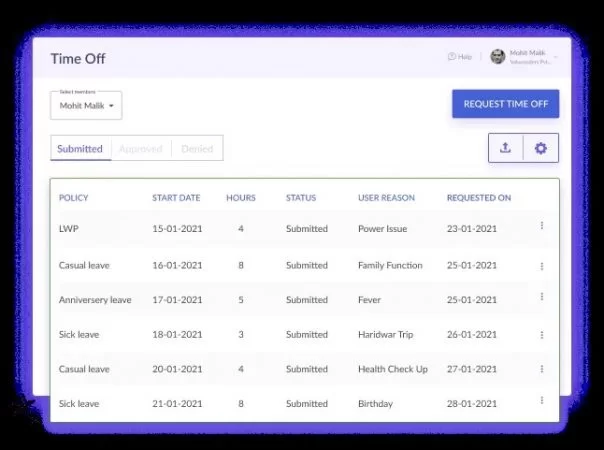 Time Off
Help
Mohit Malik
Select members
Mohit Malik
REQUEST TIME OFF
Submitted Approved Denied
POLICY START DATE HOURS STATUS USER REASON REQUESTED ON
LWP 15-01-2021 4 Submitted Power Issue 23-01-2021
Casual leave 16-01-2021 8 Submitted Family Function 25-01-2021
Anniversery leave 17-01-2021 5 Submitted Fever 25-01-2021
Sick leave 18-01-2021 3 Submitted Haridwar Trip 26-01-2021
Casual leave 20-01-2021 4 Submitted Health Check Up 27-01-2021
Sick leave 21-01-2021 8 Submitted Birthday 28-01-2021